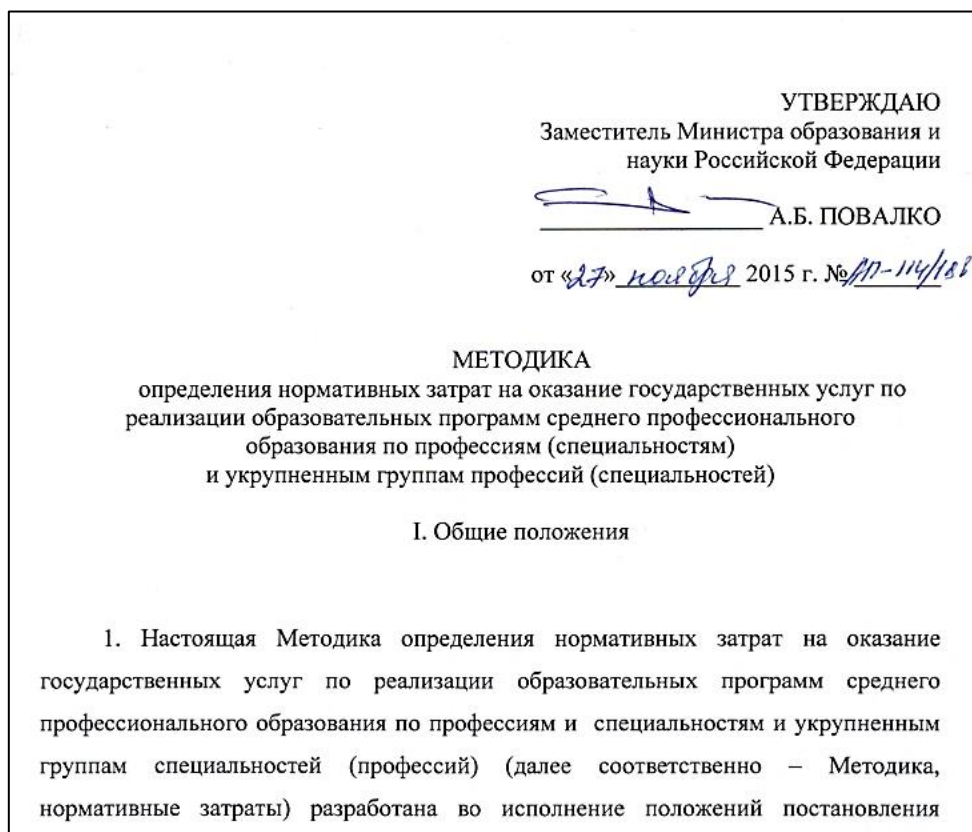 УТВЕРЖДАЮ
Заместитель Министра образования и
науки Российской Федерации
А.Б. ПОВАЛКО
от «27» ноября 2015 г. № АП-114/18
МЕТОДИКА
определения нормативных затрат на оказание государственных услуг по
реализации образовательных программ среднего профессионального
образования по профессиям (специальностям)
и укрупненным группам профессий (специальностей)
I. Общие положения
1. Настоящая Методика определения нормативных затрат на оказание
государственных услуг по реализации образовательных программ среднего
профессионального образования по профессиям и специальностям и укрупненным
группам специальностей (профессий) (далее соответственно – Методика,
нормативные затраты) разработана во исполнение положений постановления